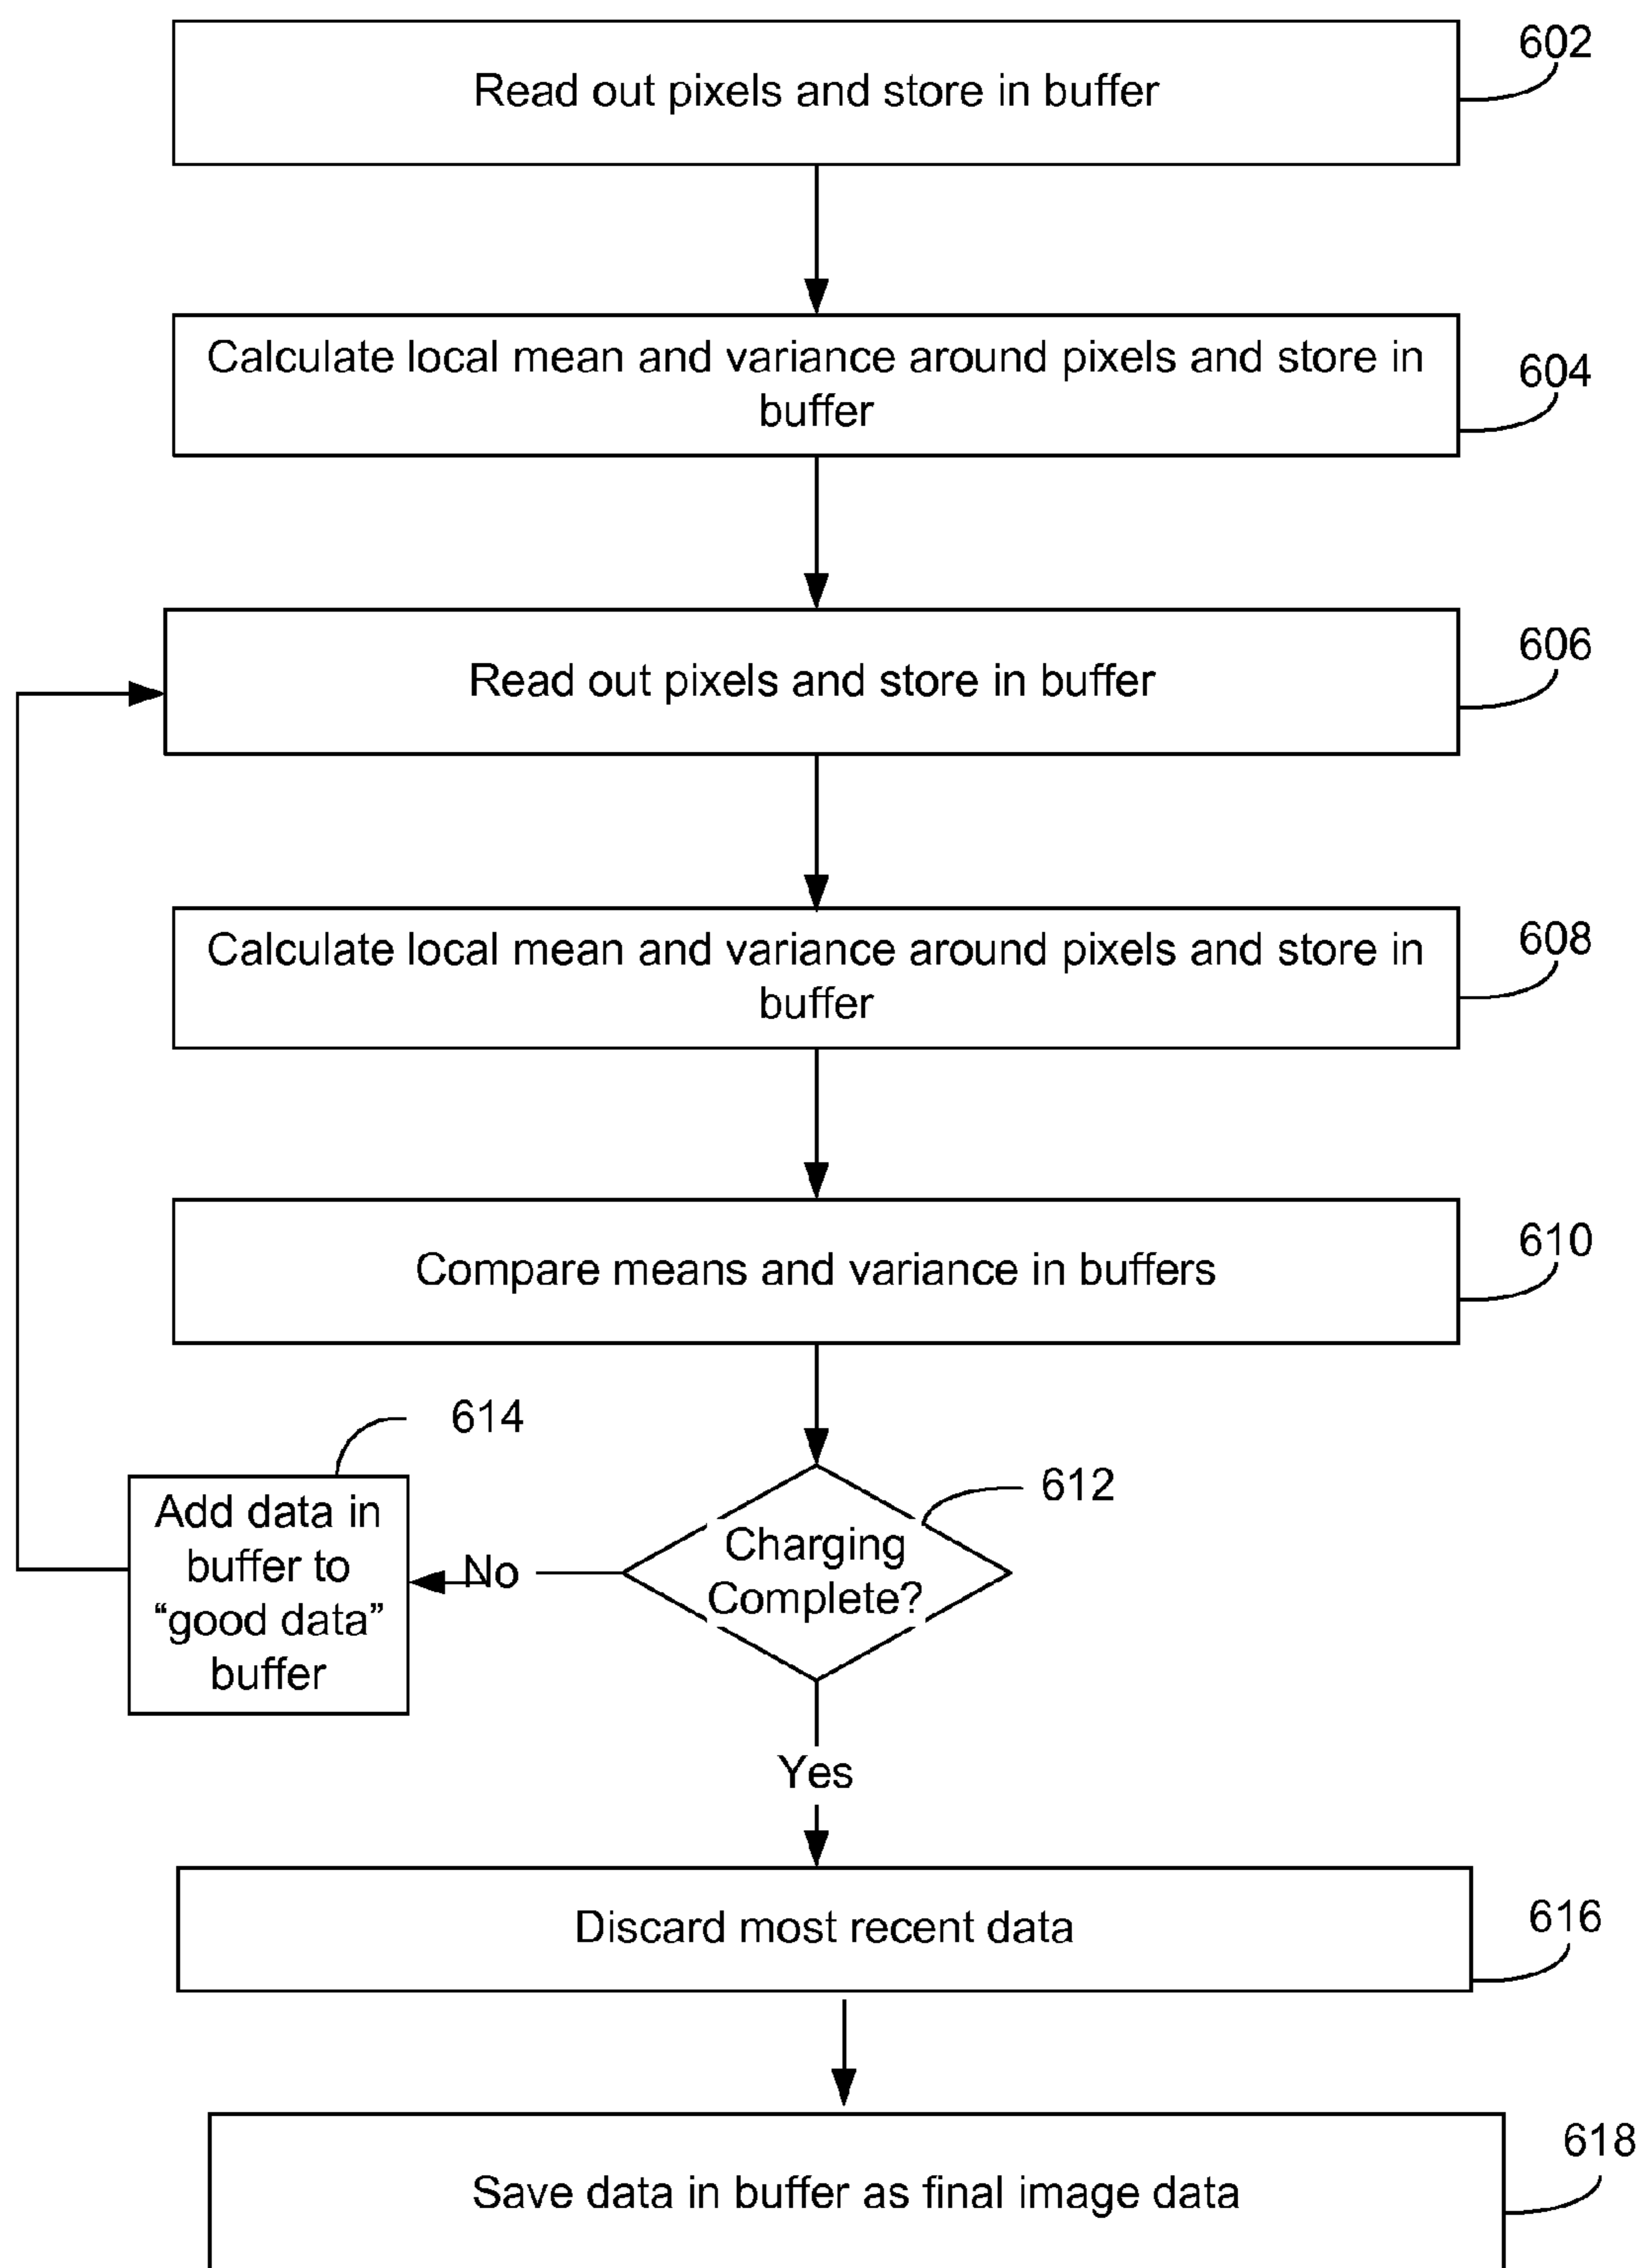 602
Read out pixels and store in buffer
604
Calculate local mean and variance around pixels and store in
buffer
606
Read out pixels and store in buffer
608
Calculate local mean and variance around pixels and store in
buffer
610
Compare means and variance in buffers
614
612
Add data in
buffer to
“good data”
buffer
No
Charging
Complete?
Yes
616
Discard most recent data
618
Save data in buffer as final image data